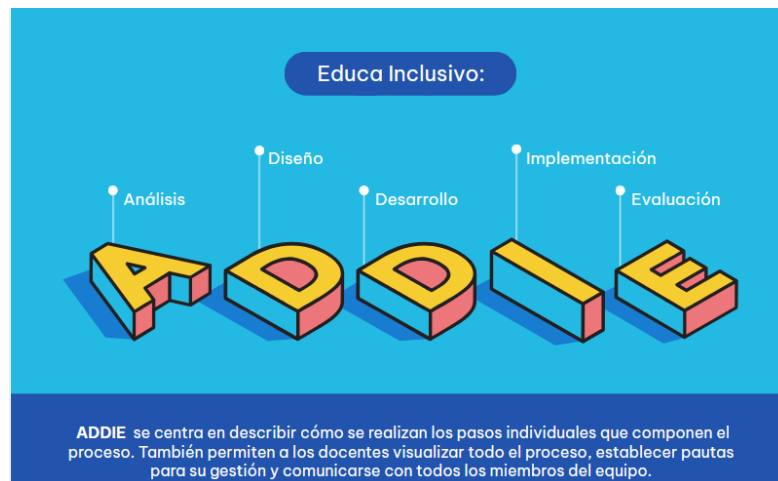 Educa Inclusivo:
Diseño
Implementación
Análisis
Desarrollo
Evaluación
ADDIE
ADDIE se centra en describir cómo se realizan los pasos individuales que componen el
proceso. También permiten a los docentes visualizar todo el proceso, establecer pautas
para su gestión y comunicarse con todos los miembros del equipo.